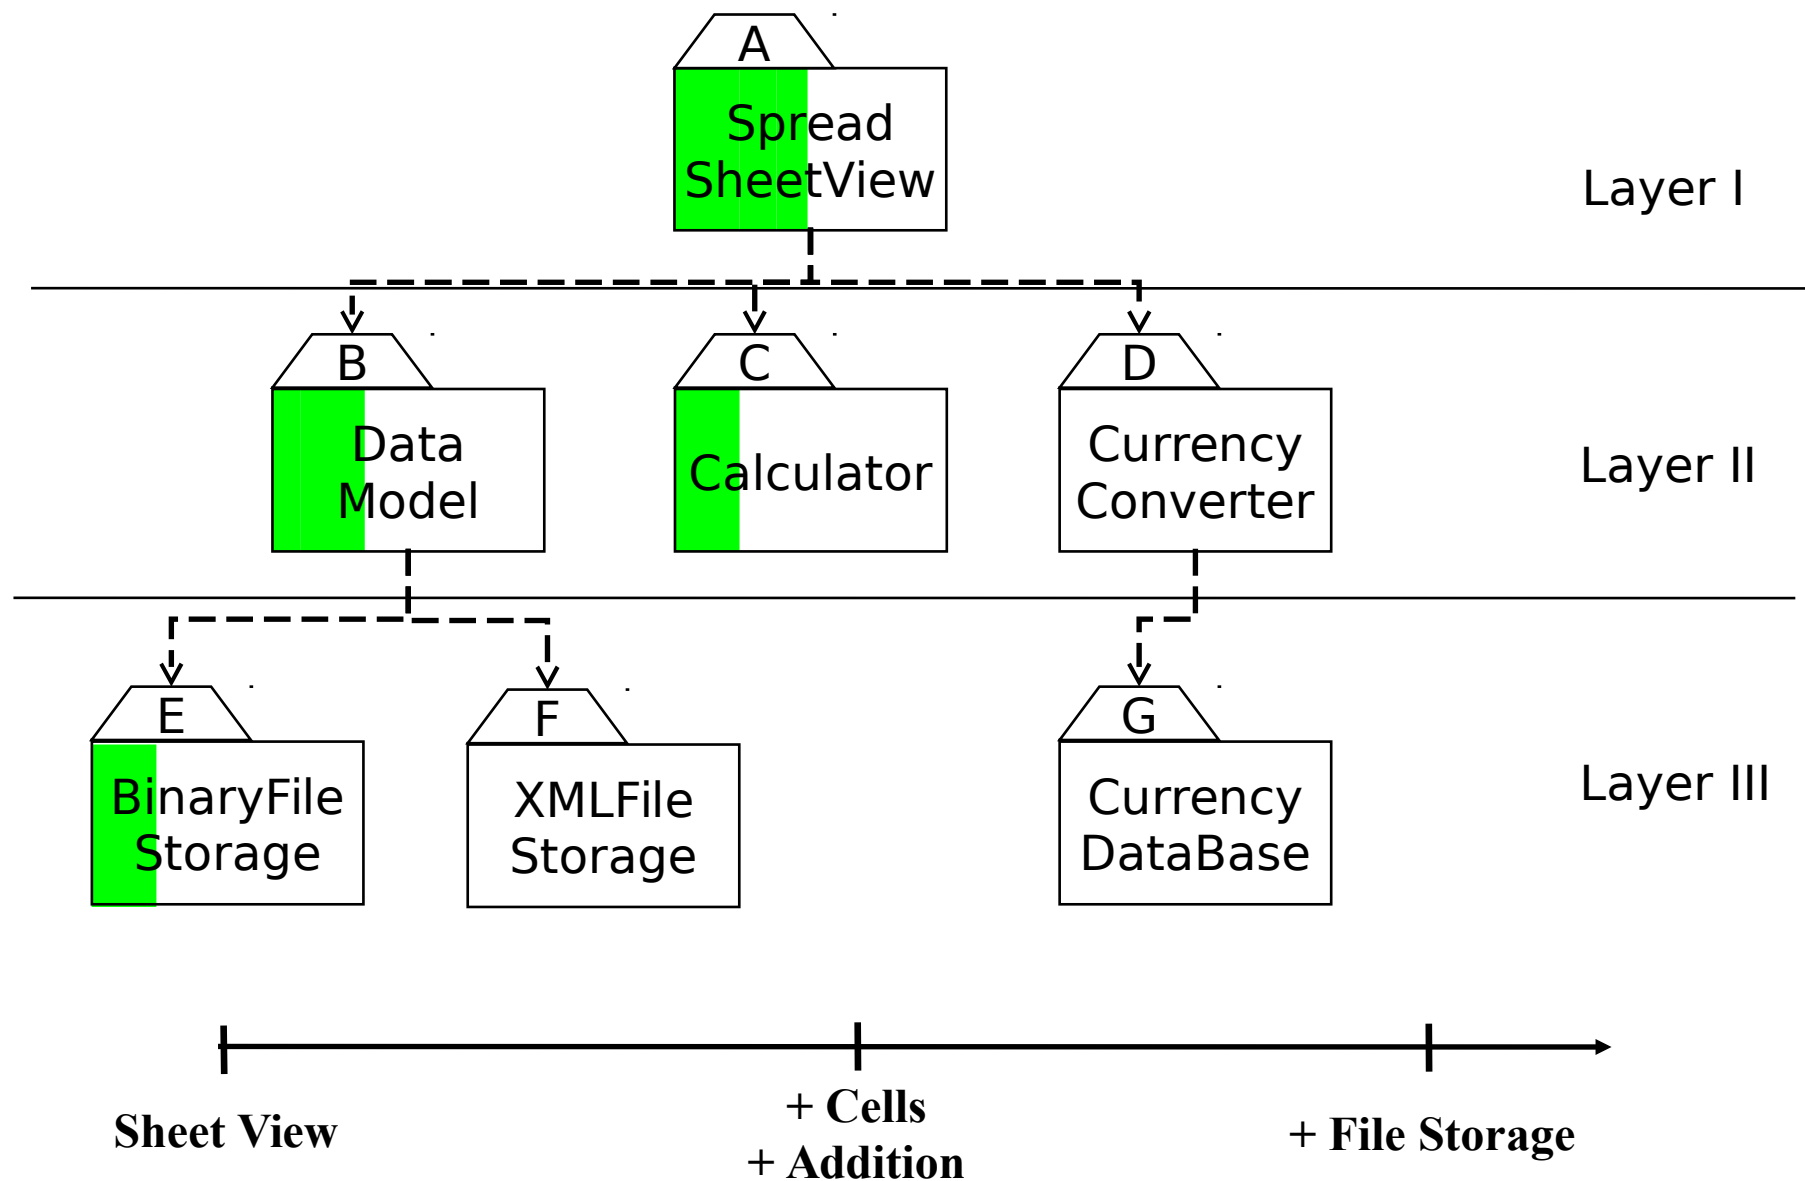 A
Spread
SheetView
Layer I
B
Data
Model
C
Calculator
D
Currency
Converter
Layer II
E
BinaryFile
Storage
F
XMLFile
Storage
G
Currency
DataBase
Layer III
Sheet View
+ Cells
+ Addition
+ File Storage